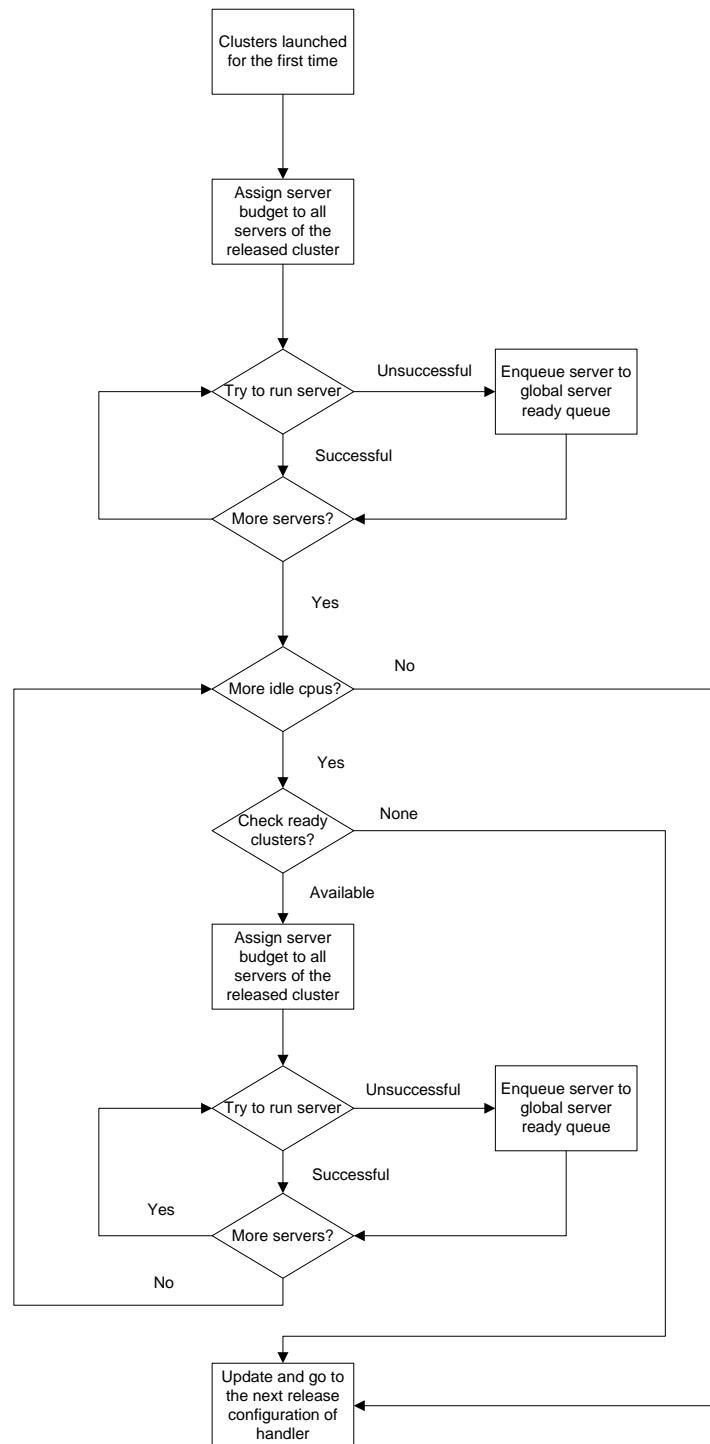 Clusters launched
for the first time
Assign server
budget to all
servers of the
released cluster
Try to run server
Unsuccessful
Enqueue server to
global server
ready queue
Successful
More servers?
Yes
More idle cpus?
No
Yes
Check ready
clusters?
None
Available
Assign server
budget to all
servers of the
released cluster
Try to run server
Unsuccessful
Enqueue server to
global server
ready queue
Successful
Yes
More servers?
No
Update and go to
the next release
configuration of
handler